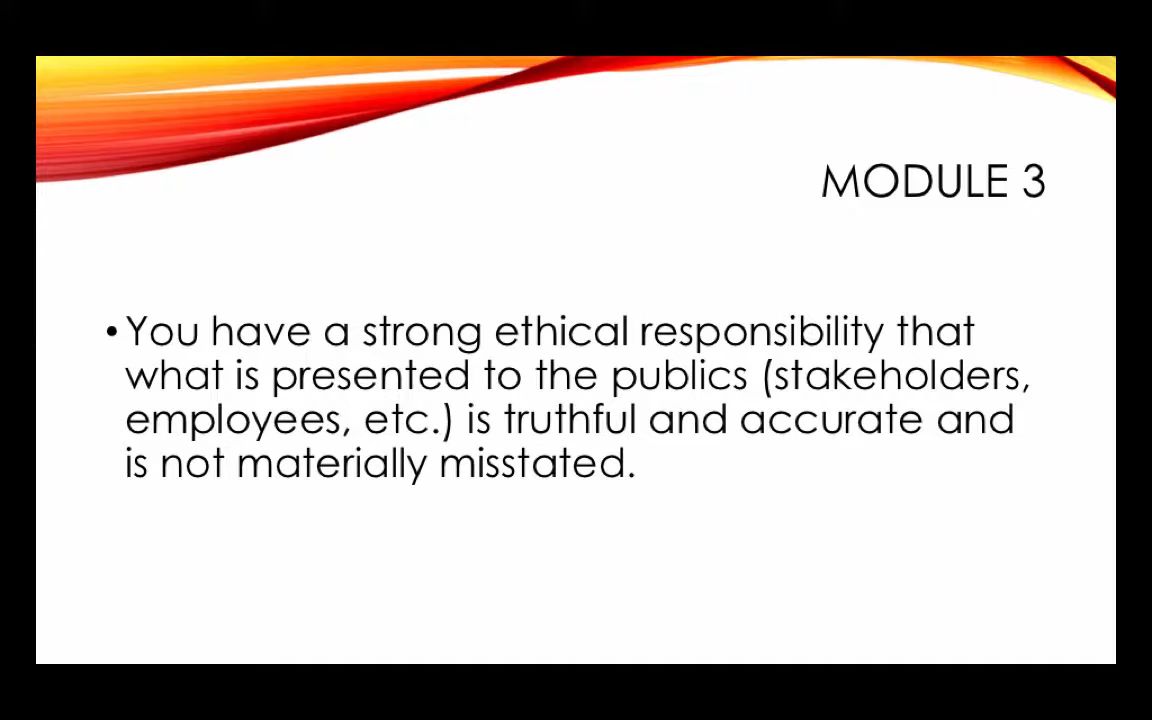 MODULE 3
• You have a strong ethical responsibility that
what is presented to the publics (stakeholders,
employees, etc.) is truthful and accurate and
is not materially misstated.